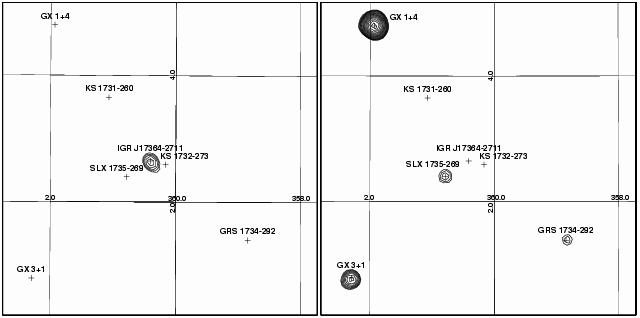 GX 1+4
4.0
KS 1731-260
IGR J17364-2711
KS 1732-273
SLX 1735-269
2.0
360.0
2.0
358.0
GRS 1734-292
GX 3+1
GX 1+4
4.0
KS 1731-260
IGR J17364-2711
KS 1732-273
SLX 1735-269
2.0
360.0
2.0
358.0
GRS 1734-292
GX 3+1